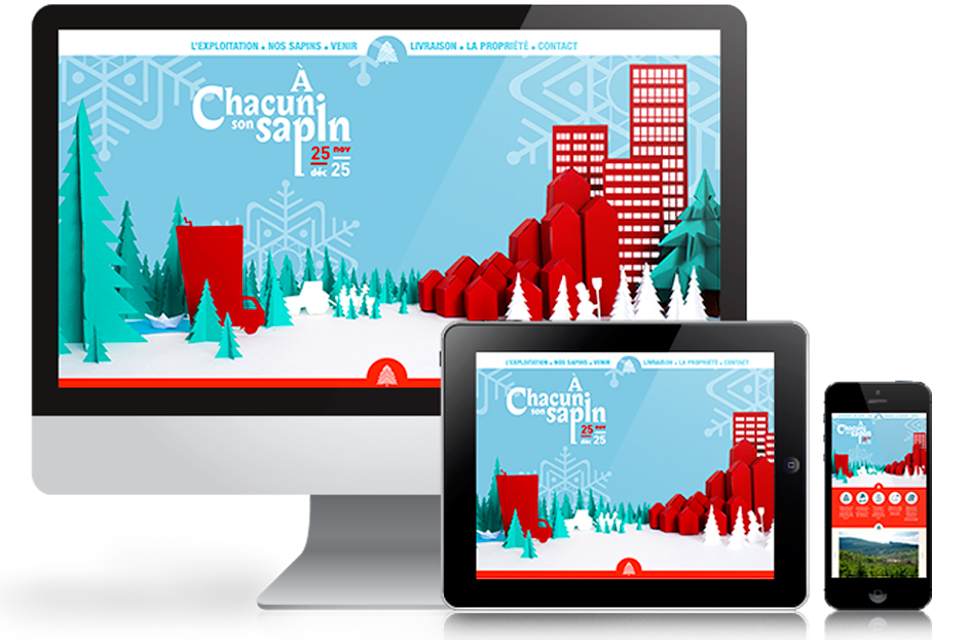 L'EXPLOITATION • NOS SAPINS • VENIR LIVRAISON • LA PROPRIÉTÉ • CONTACT
À
Chacun
son sapin
25 nov
déc 25
L'EXPLOITATION • NOS SAPINS • VENIR LIVRAISON • LA PROPRIÉTÉ • CONTACT
À
Chacun
son sapin
25 nov
déc 25
À
Chacun
son sapin